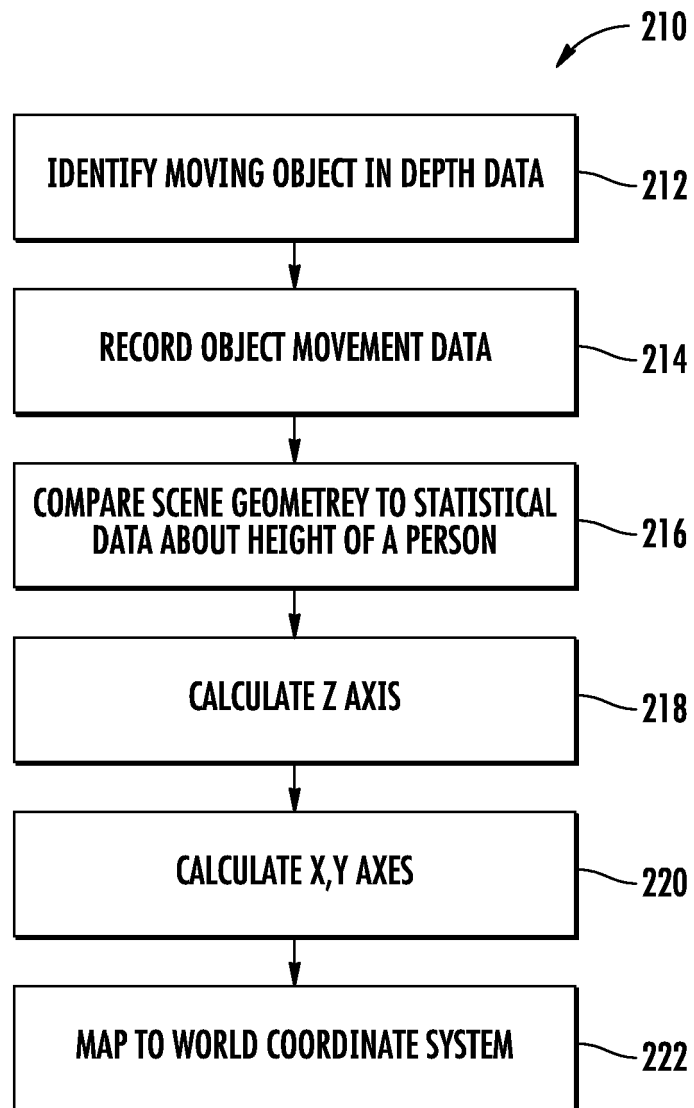 210
IDENTIFY MOVING OBJECT IN DEPTH DATA
212
RECORD OBJECT MOVEMENT DATA
214
COMPARE SCENE GEOMETREY TO STATISTICAL
DATA ABOUT HEIGHT OF A PERSON
216
CALCULATE Z AXIS
218
CALCULATE X,Y AXES
220
MAP TO WORLD COORDINATE SYSTEM
222